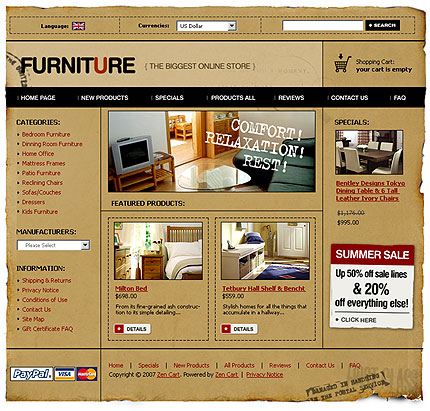 Language:
Currencies:
US Dollar
SEARCH
FURNITURE
{ THE BIGGEST ONLINE STORE }
Shopping Cart:
your cart is empty
HOME PAGE
NEW PRODUCTS
SPECIALS
PRODUCTS ALL
REVIEWS
CONTACT US
FAQ
CATEGORIES:
Bedroom Furniture
Dinning Room Furniture
Home Office
Mattress Frames
Patio Furniture
Reclining Chairs
Sofas/Couches
Dressers
Kids Furniture
MANUFACTURERS:
Please Select
INFORMATION:
Shipping & Returns
Privacy Notice
Conditions of Use
Contact Us
Site Map
Gift Certificate FAQ
COMFORT!
RELAXATION!
REST!
FEATURED PRODUCTS:
Milton Bed
$698.00
From its fine-grained ash construc-
tion to its simple detailing...
DETAILS
Tetbury Hall Shelf & Bencht
$559.00
Stylish homes for all the things that
accumulate in a hallway...
DETAILS
SPECIALS:
Bentley Designs Tokyo
Dining Table & 6 Tall
Leather Ivory Chairs
$1,176.00
$995.00
SUMMER SALE
Up 50% off sale lines
& 20%
off everything else!
CLICK HERE
PayPal
VISA
Home | Specials | New Products | All Products | Reviews | Contact Us | FAQ
Copyright © 2007 Zen Cart. Powered by Zen Cart | Privacy Notice